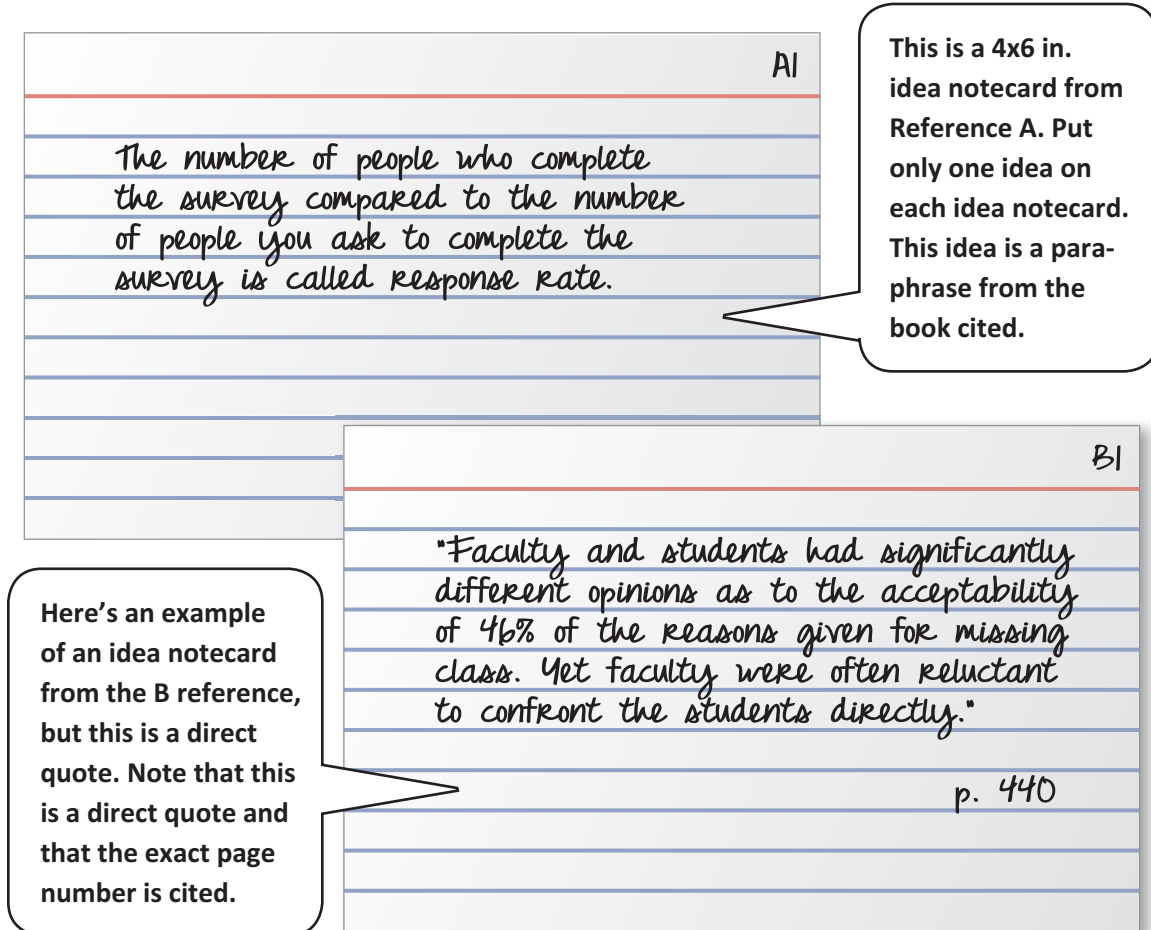 A1
The number of people who complete
the survey compared to the number
of people you ask to complete the
survey is called response rate.
This is a 4x6 in.
idea notecard from
Reference A. Put
only one idea on
each idea notecard.
This idea is a para-
phrase from the
book cited.
B1
"Faculty and students had significantly
different opinions as to the acceptability
of 46% of the reasons given for missing
class. Yet faculty were often reluctant
to confront the students directly."
p. 440
Here’s an example
of an idea notecard
from the B reference,
but this is a direct
quote. Note that this
is a direct quote and
that the exact page
number is cited.